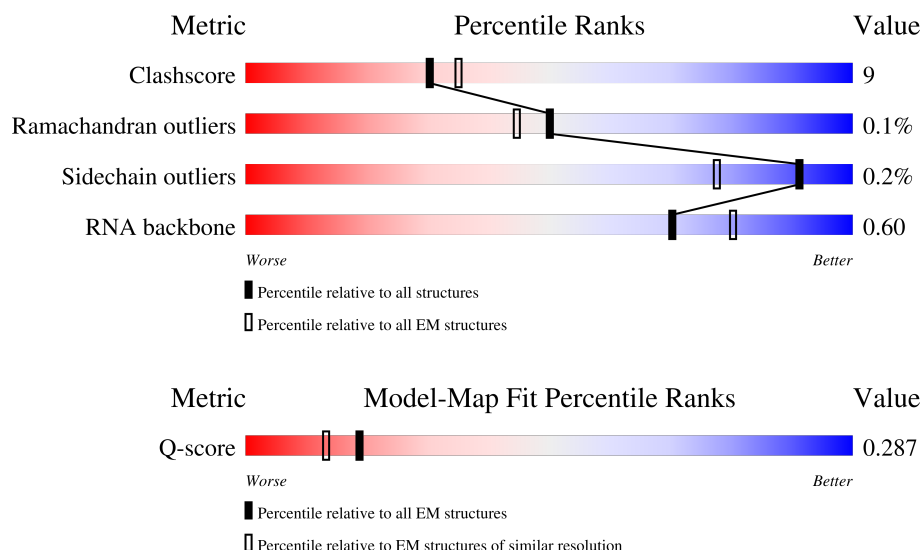 Metric Percentile Ranks Value
Clashscore 9
Ramachandran outliers 0.1%
Sidechain outliers 0.2%
RNA backbone 0.60
Worse Better
Percentile relative to all structures
Percentile relative to all EM structures
Metric Model-Map Fit Percentile Ranks Value
Q-score 0.287
Worse Better
Percentile relative to all EM structures
Percentile relative to EM structures of similar resolution